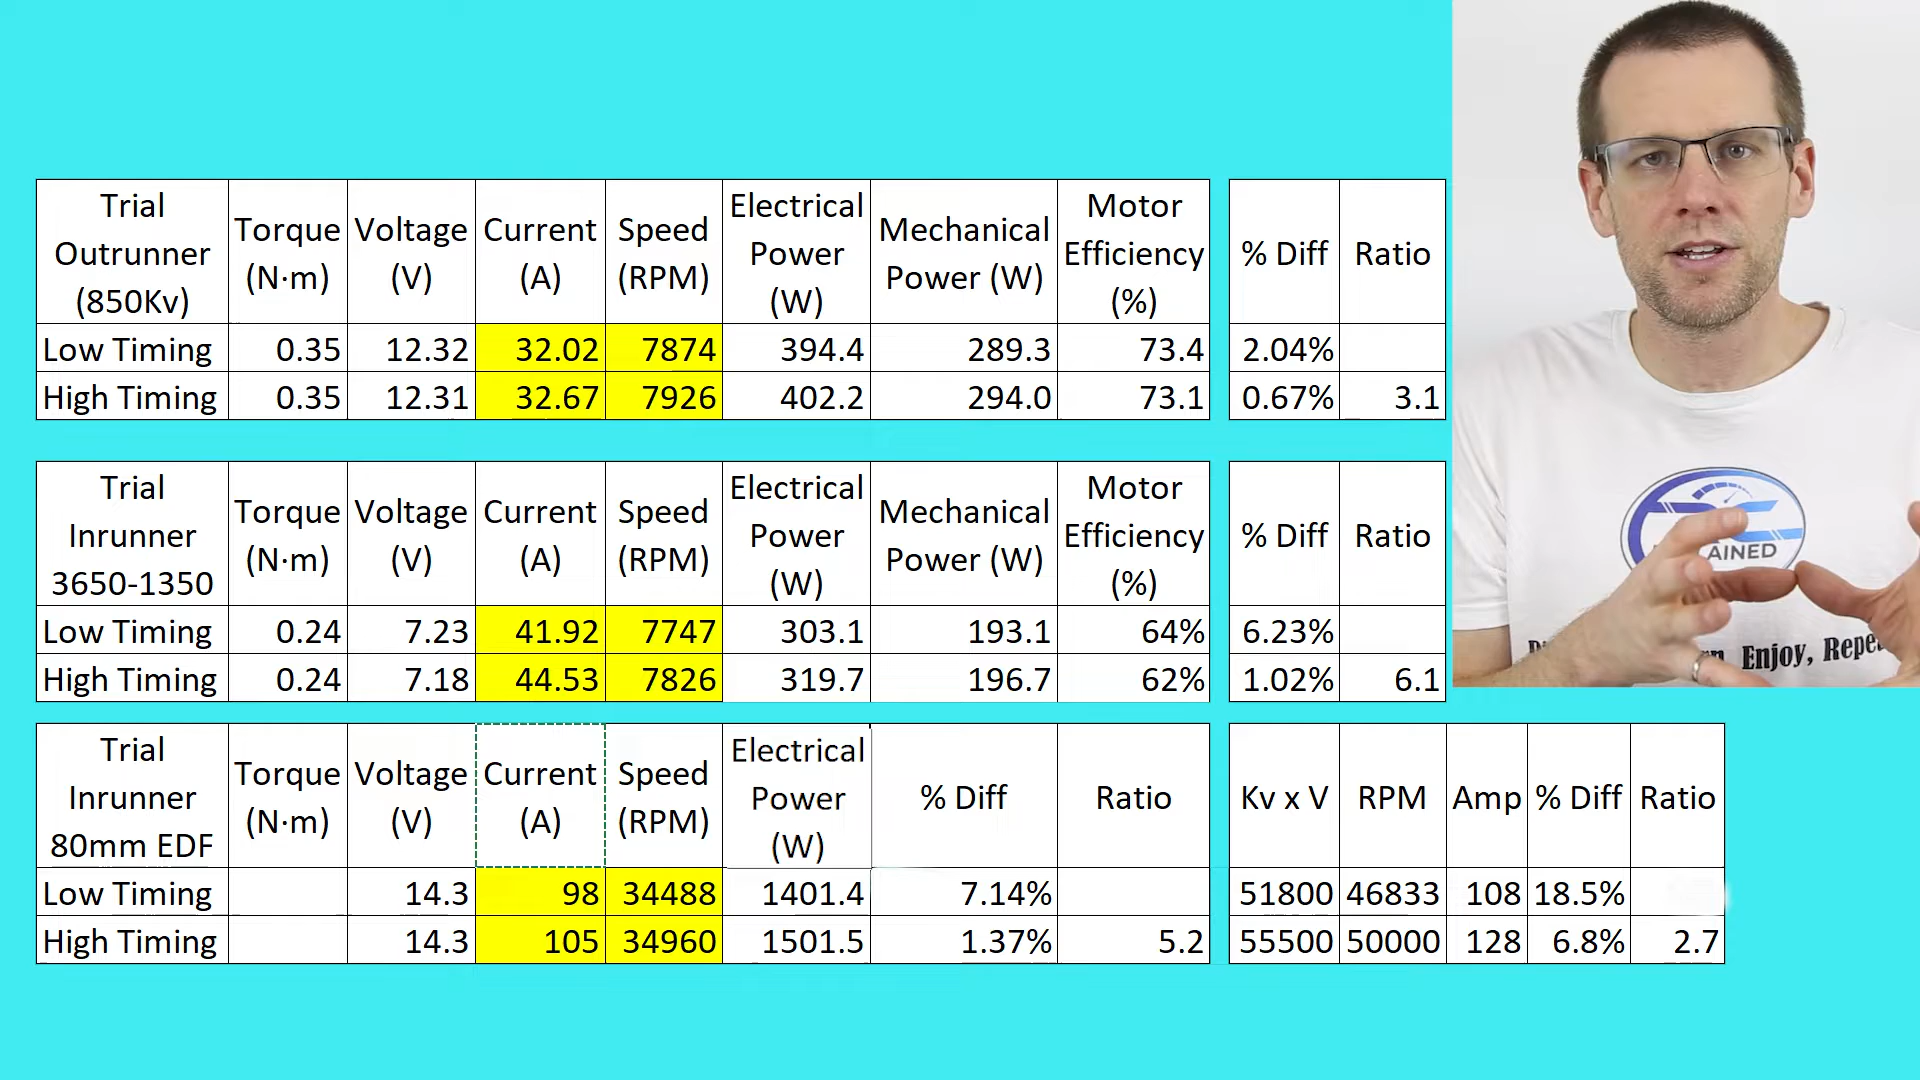 Trial Outrunner (850Kv) Torque (N·m) Voltage (V) Current (A) Speed (RPM) Electrical Power (W) Mechanical Power (W) Motor Efficiency (%) % Diff Ratio
Low Timing 0.35 12.32 32.02 7874 394.4 289.3 73.4 2.04%
High Timing 0.35 12.31 32.67 7926 402.2 294.0 73.1 0.67% 3.1
Trial Inrunner 3650-1350 Torque (N·m) Voltage (V) Current (A) Speed (RPM) Electrical Power (W) Mechanical Power (W) Motor Efficiency (%) % Diff Ratio
Low Timing 0.24 7.23 41.92 7747 303.1 193.1 64% 6.23%
High Timing 0.24 7.18 44.53 7826 319.7 196.7 62% 1.02% 6.1
Trial Inrunner 80mm EDF Torque (N·m) Voltage (V) Current (A) Speed (RPM) Electrical Power (W) % Diff Ratio Kv x V RPM Amp % Diff Ratio
Low Timing 14.3 98 34488 1401.4 7.14% 51800 46833 108 18.5%
High Timing 14.3 105 34960 1501.5 1.37% 5.2 55500 50000 128 6.8% 2.7
AINED
Enjoy,